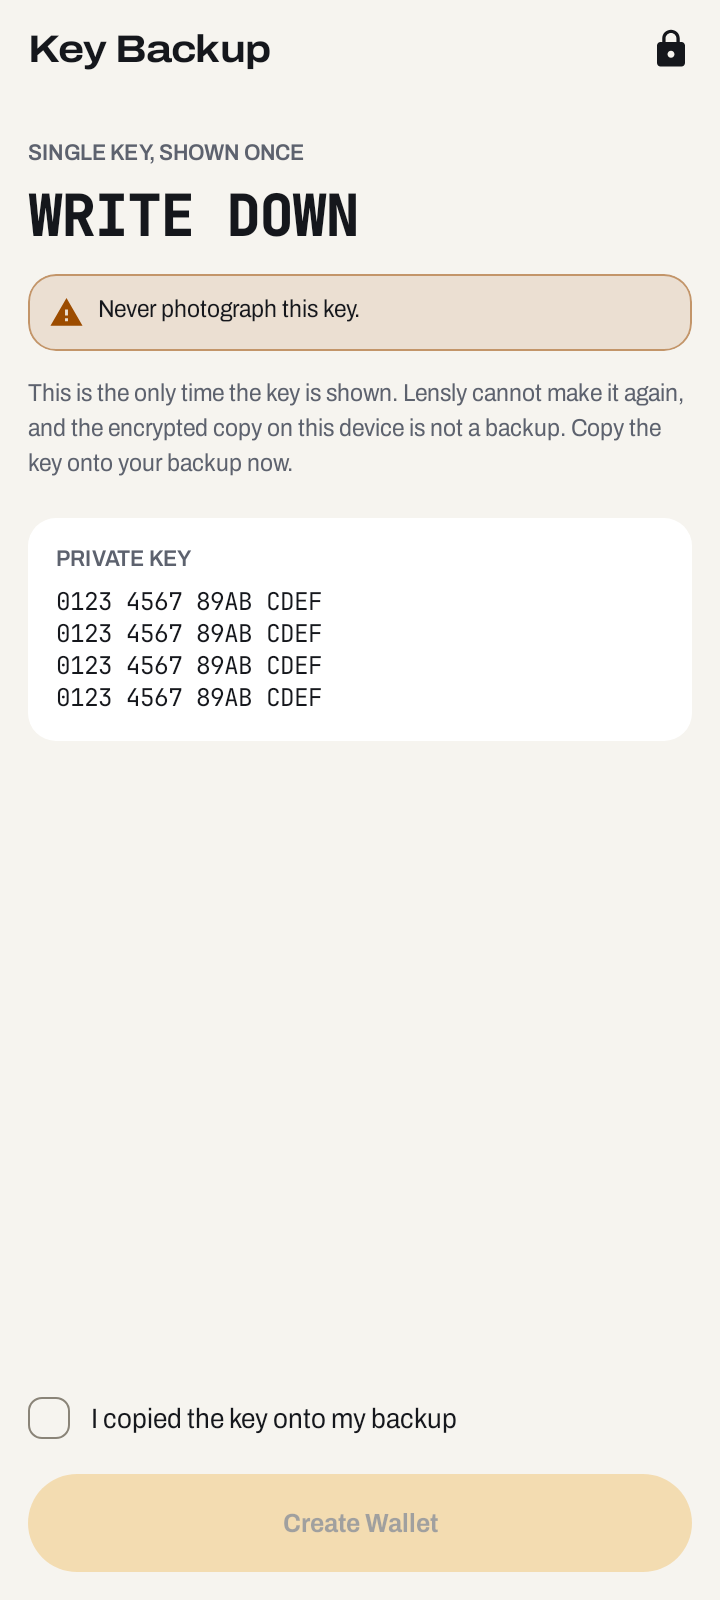 Key Backup
SINGLE KEY, SHOWN ONCE
WRITE DOWN
Never photograph this key.
This is the only time the key is shown. Lensly cannot make it again,
and the encrypted copy on this device is not a backup. Copy the
key onto your backup now.
PRIVATE KEY
0123 4567 89AB CDEF
0123 4567 89AB CDEF
0123 4567 89AB CDEF
0123 4567 89AB CDEF
I copied the key onto my backup
Create Wallet